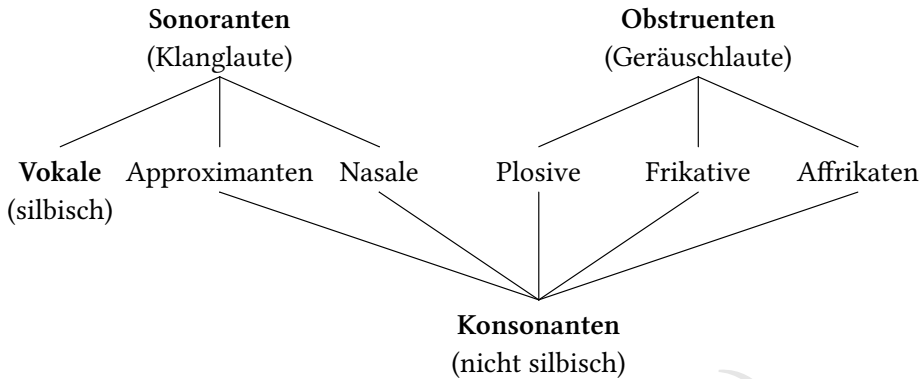 Sonoranten Obstruenten
(Klanglaute) (Geräuschlaute)
Vokale Approximanten Nasale Plosive Frikative Affrikaten
(silbisch)
Konsonanten
(nicht silbisch)